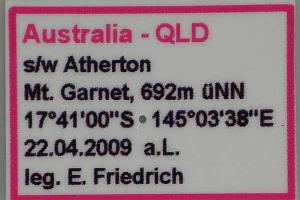 Australia - QLD
s/w Atherton
Mt. Garnet, 692m üNN
17°41'00"S • 145°03'38"E
22.04.2009 a.L.
leg. E. Friedrich